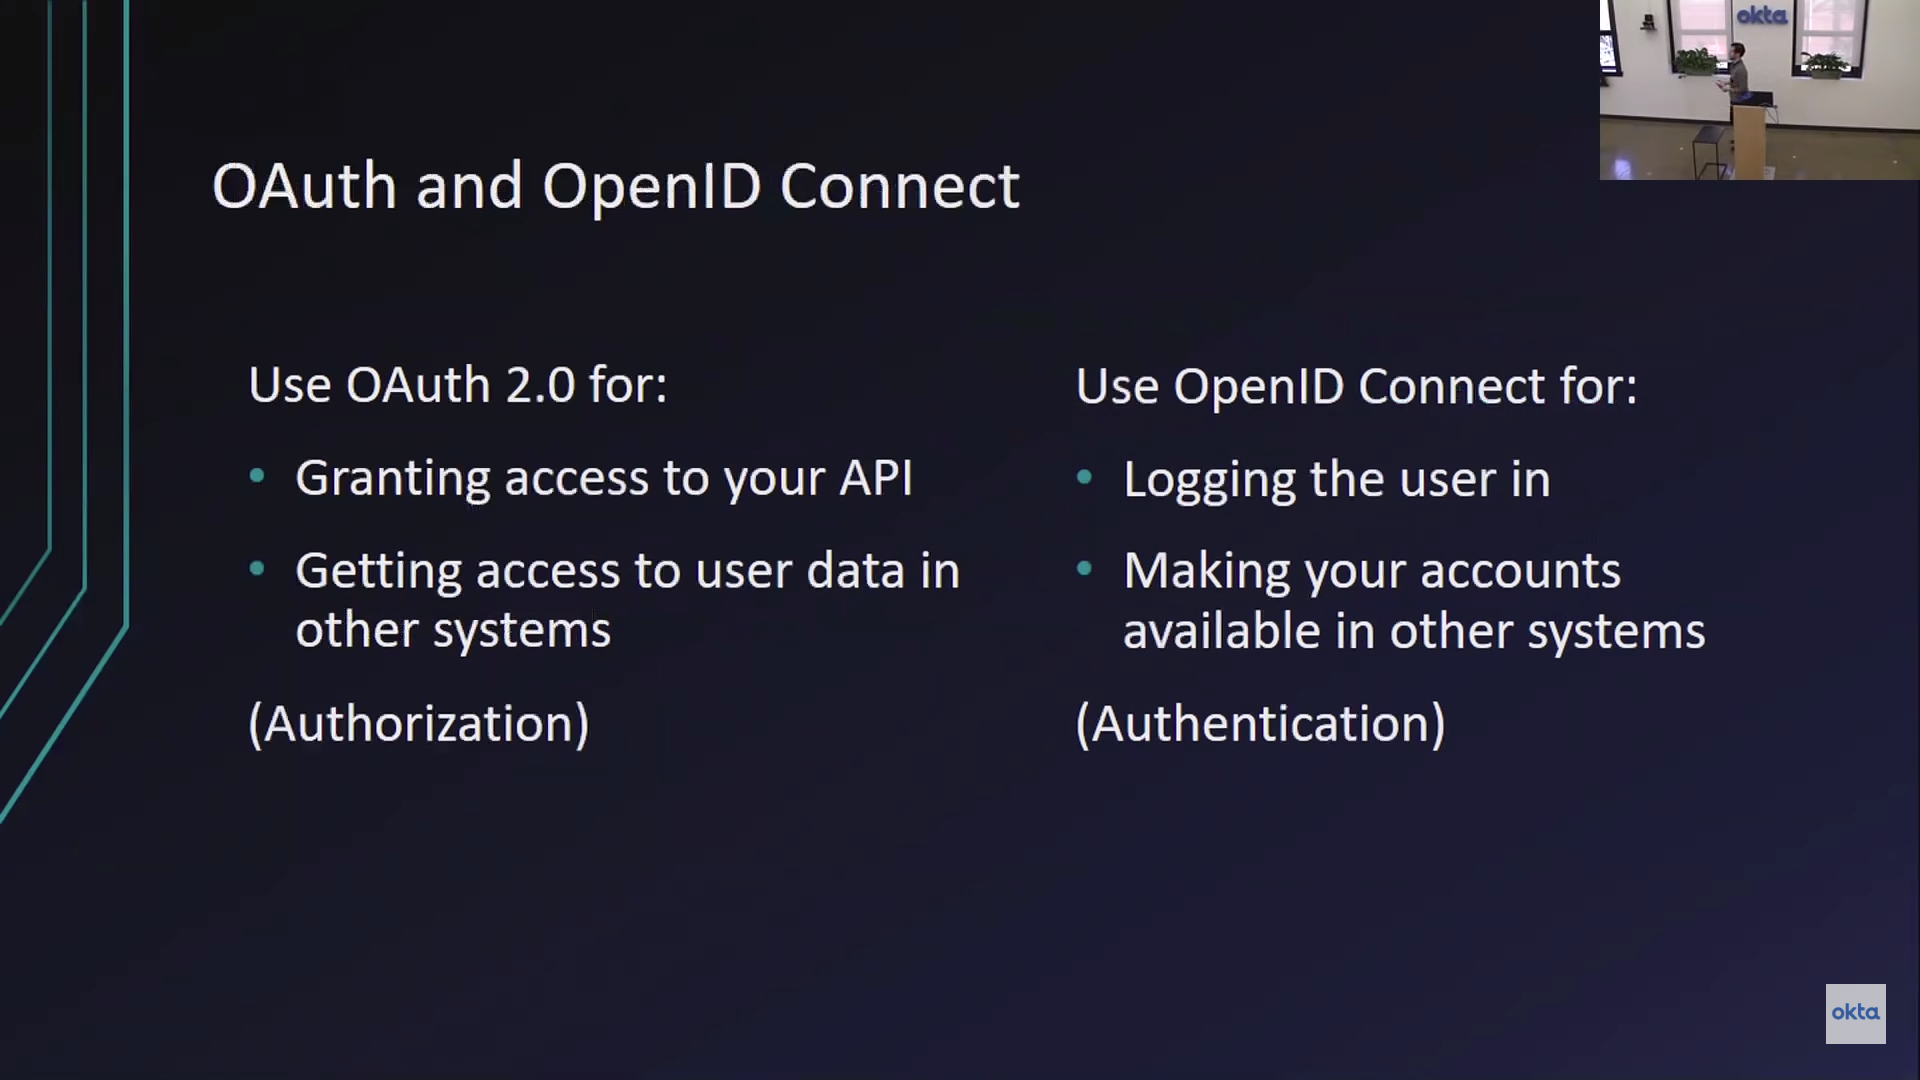 okta
OAuth and OpenID Connect
Use OAuth 2.0 for:
• Granting access to your API
• Getting access to user data in
other systems
(Authorization)
Use OpenID Connect for:
• Logging the user in
• Making your accounts
available in other systems
(Authentication)
okta